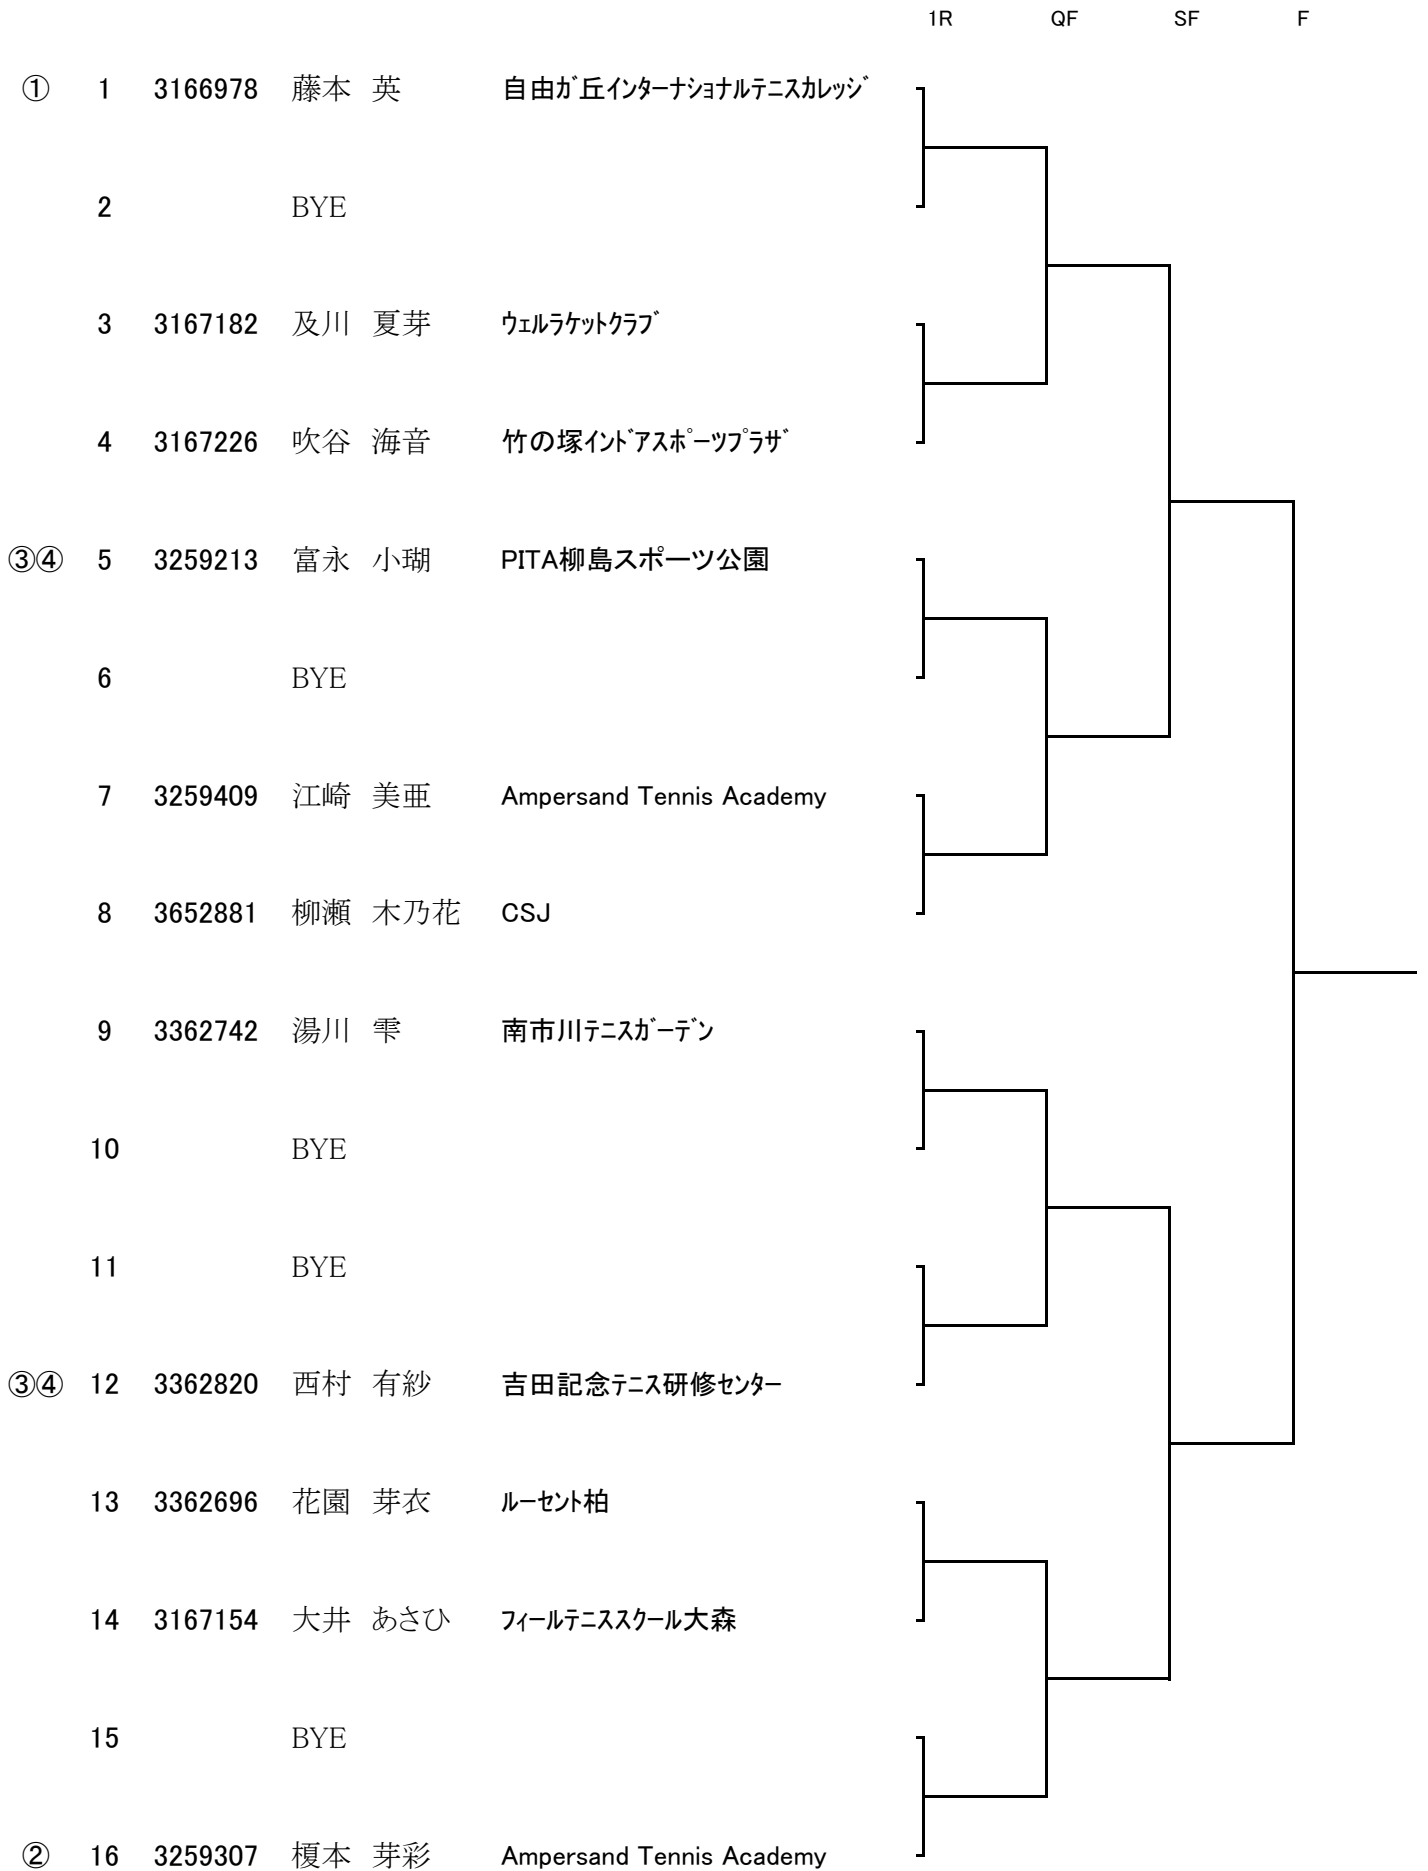 1R QF SF F
① 1 3166978 藤本 英 自由ｶﾞ丘ｲﾝﾀｰﾅｼｮﾅﾙﾃﾆｽｶﾚｯｼﾞ
2 BYE
3 3167182 及川 夏芽 ｳｪﾙﾗｹｯﾄｸﾗﾌﾞ
4 3167226 吹谷 海音 竹の塚ｲﾝﾄﾞｱｽﾎﾟｰﾂﾌﾟﾗｻﾞ
③④ 5 3259213 富永 小瑚 PITA柳島スポーツ公園
6 BYE
7 3259409 江崎 美亜 Ampersand Tennis Academy
8 3652881 柳瀬 木乃花 CSJ
9 3362742 湯川 雫 南市川ﾃﾆｽｶﾞｰﾃﾞﾝ
10 BYE
11 BYE
③④ 12 3362820 西村 有紗 吉田記念ﾃﾆｽ研修ｾﾝﾀｰ
13 3362696 花園 芽衣 ﾙｰｾﾝﾄ柏
14 3167154 大井 あさひ ﾌｨｰﾙﾃﾆｽｽｸｰﾙ大森
15 BYE
② 16 3259307 榎本 芽彩 Ampersand Tennis Academy